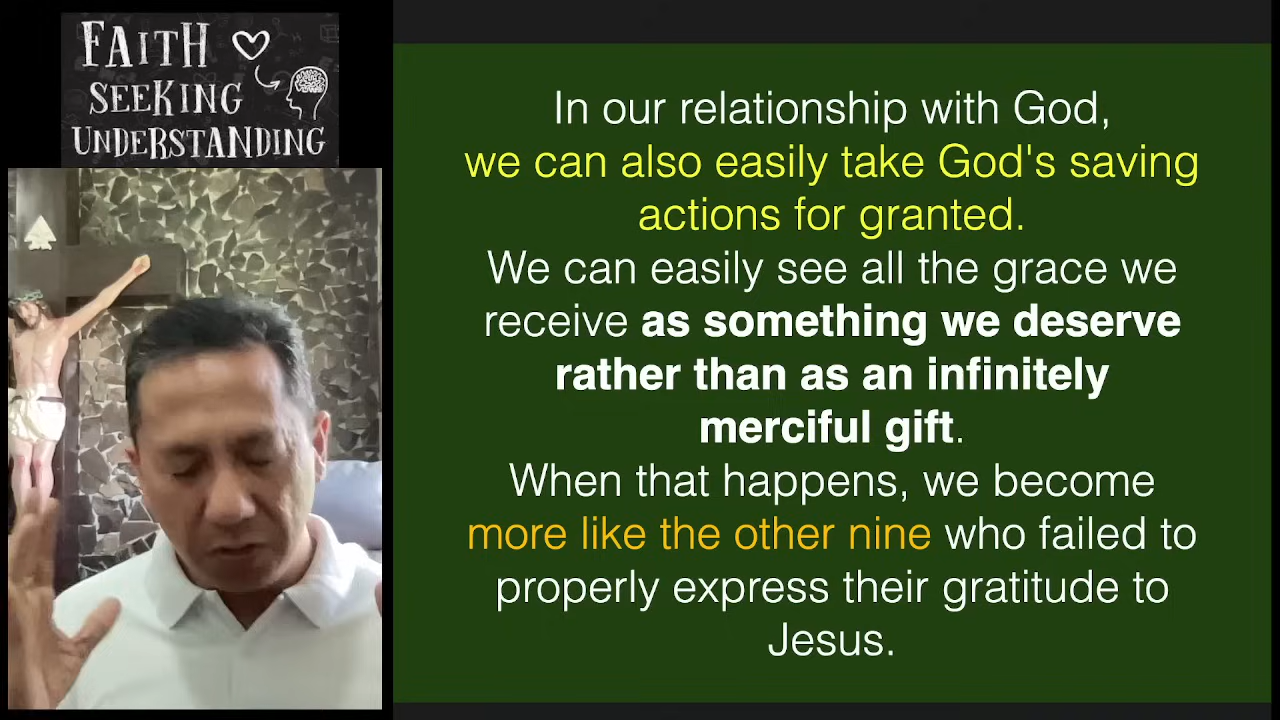 FAITH
SEEKING
UNDERSTANDING
In our relationship with God,
we can also easily take God's saving
actions for granted.
We can easily see all the grace we
receive as something we deserve
rather than as an infinitely
merciful gift.
When that happens, we become
more like the other nine who failed to
properly express their gratitude to
Jesus.